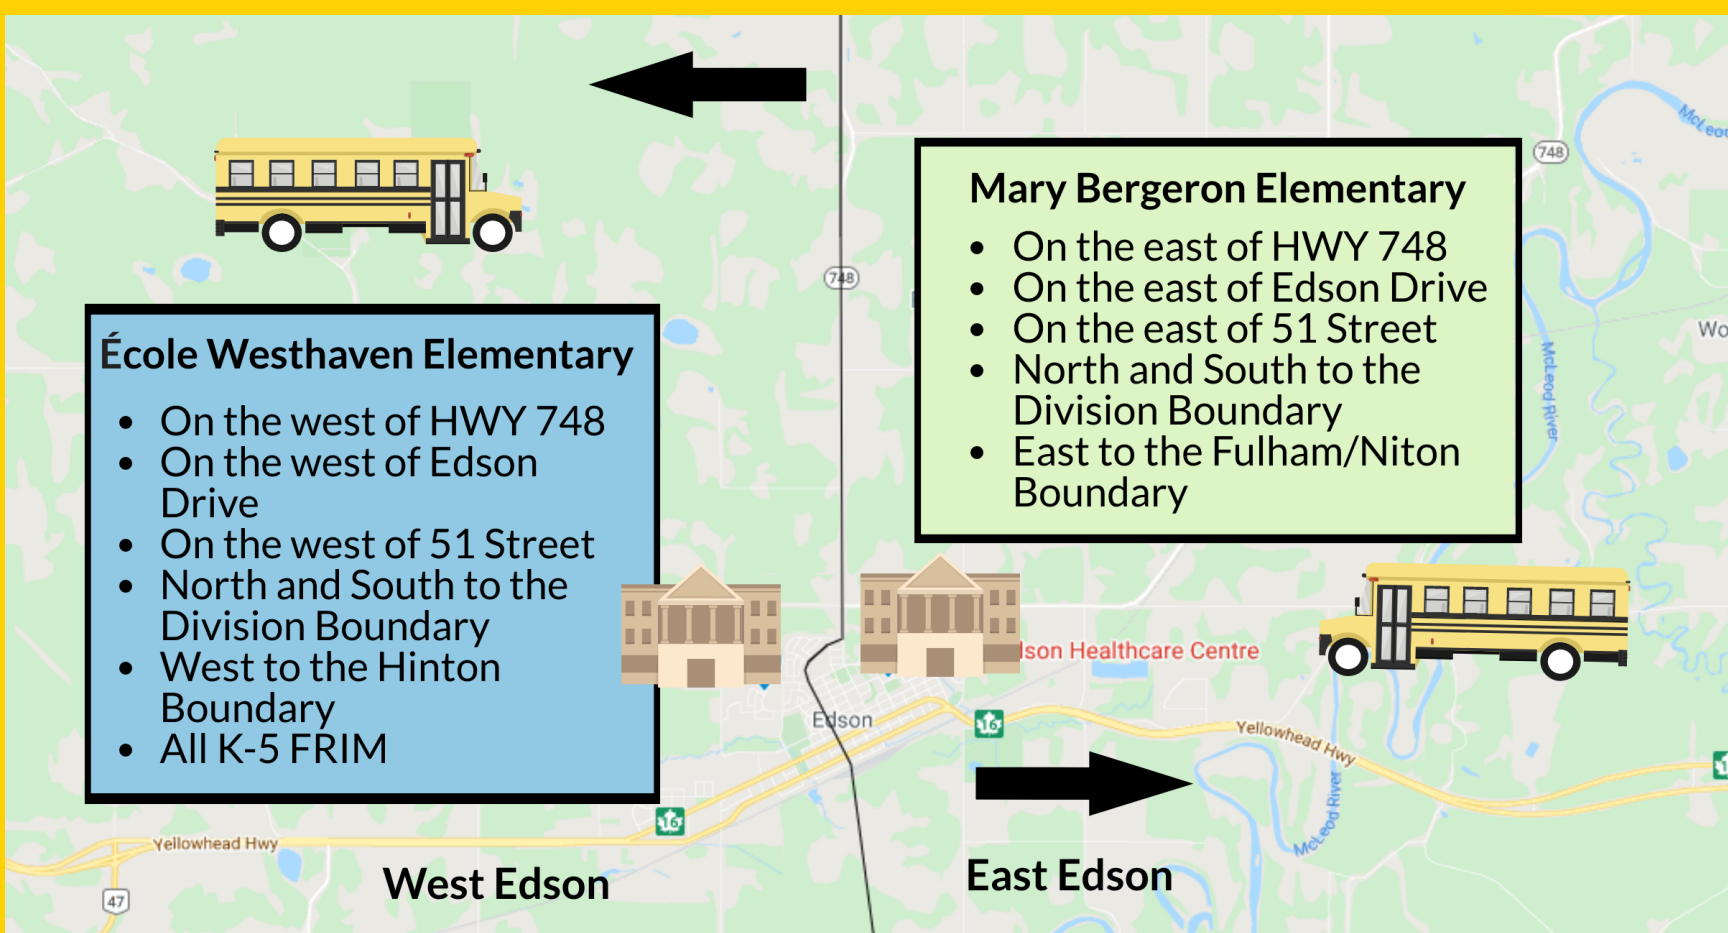 748
McLeod
Mary Bergeron Elementary
• On the east of HWY 748
• On the east of Edson Drive
• On the east of 51 Street
• North and South to the
Division Boundary
• East to the Fulham/Niton
Boundary
748
McLeod River
École Westhaven Elementary
• On the west of HWY 748
• On the west of Edson
Drive
• On the west of 51 Street
• North and South to the
Division Boundary
• West to the Hinton
Boundary
• All K-5 FRIM
lson Healthcare Centre
Edson
16
Yellowhead Hwy
McLeod River
16
Yellowhead Hwy
West Edson
East Edson
47